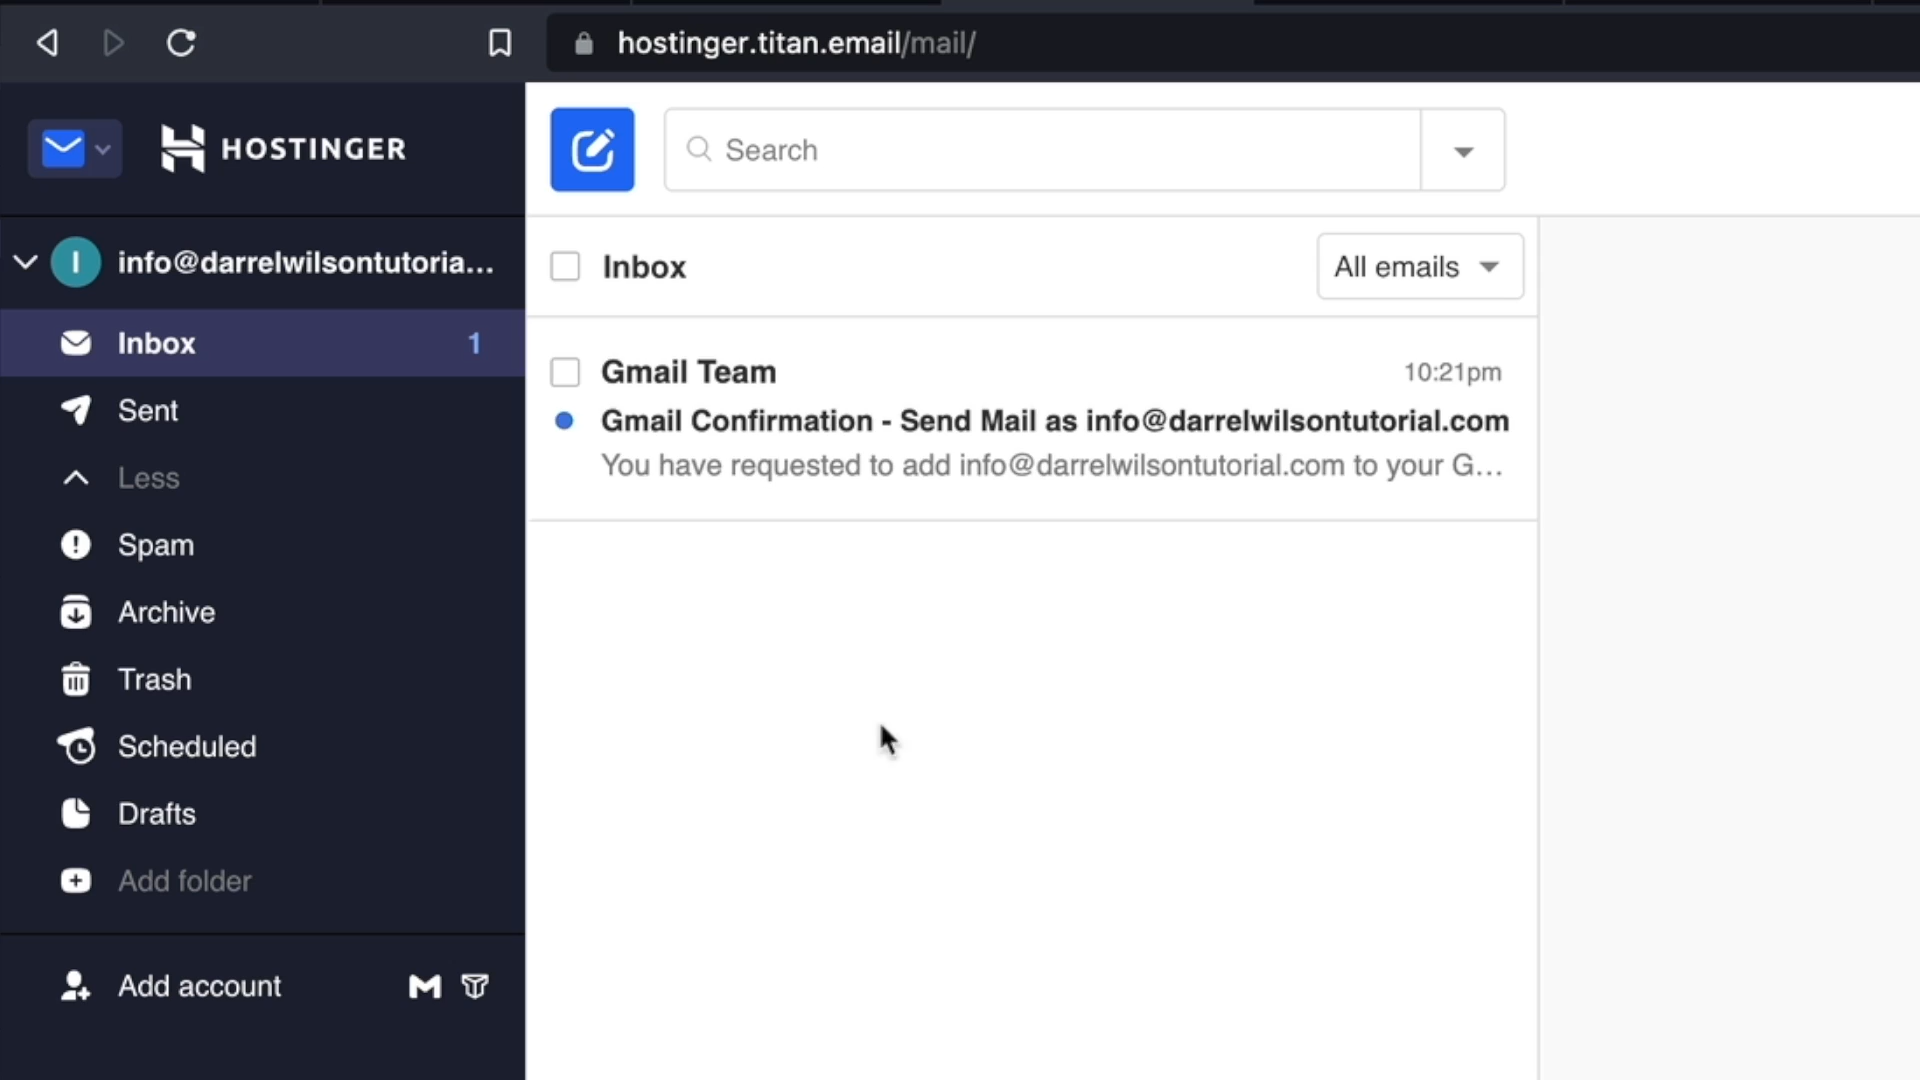 hostinger.titan.email/mail/
HOSTINGER
Search
I info@darrelwilsontutoria...
Inbox
All emails
Inbox 1
Sent
Less
Spam
Archive
Trash
Scheduled
Drafts
Add folder
Add account
Gmail Team 10:21pm
Gmail Confirmation - Send Mail as info@darrelwilsontutorial.com
You have requested to add info@darrelwilsontutorial.com to your G...